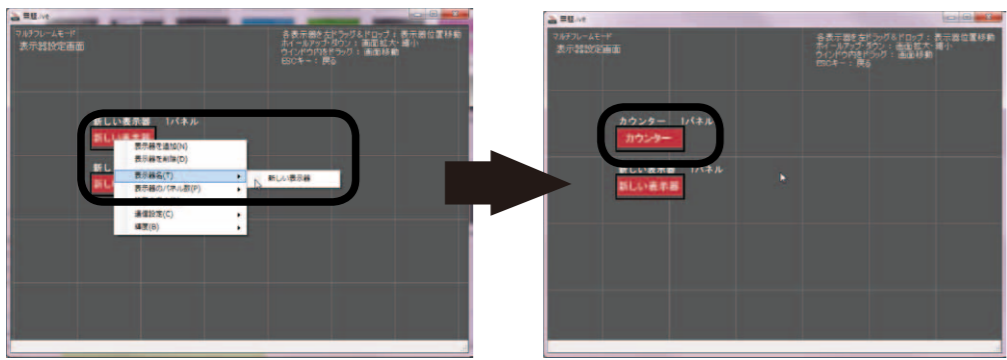 マルチフレームモード
表示器設定画面
各表示器を左ドラッグ&ドロップ : 表示器位置移動
ホイールアップ・ダウン : 画面拡大・縮小
ウインドウ内をドラッグ : 画面移動
ESCキー : 戻る
新しい表示器 1パネル
新しい表示器
表示器を追加(N)
表示器を削除(D)
表示器名(T)
新しい表示器
表示器のパネル数(P)
通信設定(C)
輝度(B)
マルチフレームモード
表示器設定画面
各表示器を左ドラッグ&ドロップ : 表示器位置移動
ホイールアップ・ダウン : 画面拡大・縮小
ウインドウ内をドラッグ : 画面移動
ESCキー : 戻る
カウンター 1パネル
カウンター
新しい表示器 1パネル
新しい表示器